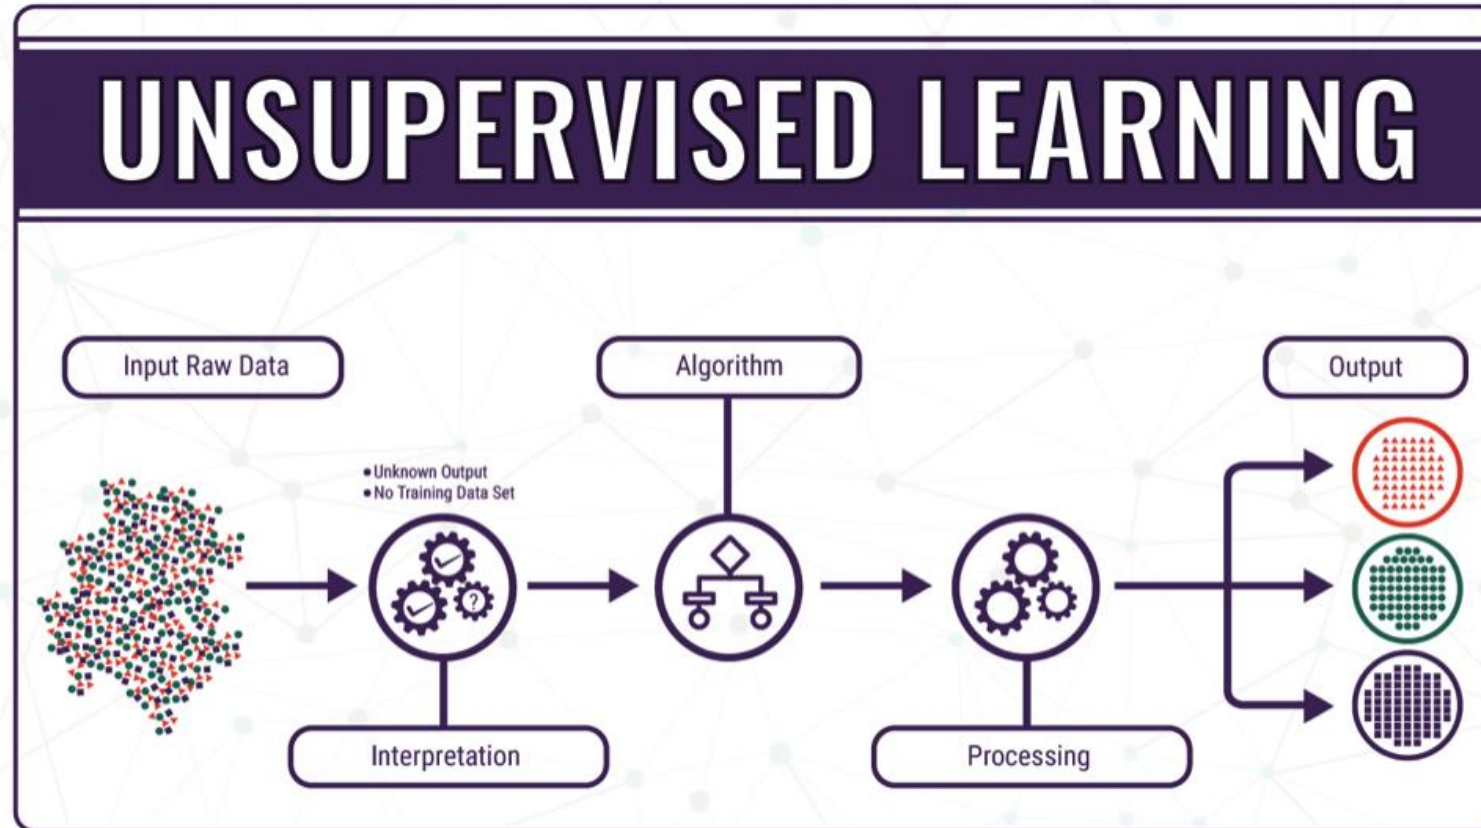 UNSUPERVISED LEARNING
Input Raw Data
Algorithm
Output
• Unknown Output
• No Training Data Set
?
Interpretation
Processing